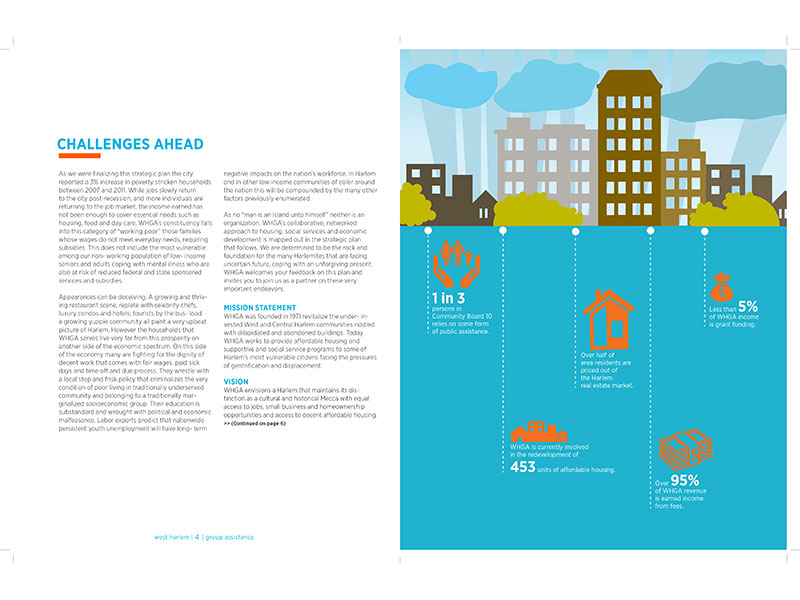 CHALLENGES AHEAD
As we were finalizing this strategic plan the city
reported a 3% increase in poverty stricken households
between 2007 and 2011. While jobs slowly return
to the city post-recession, and more individuals are
returning to the job market, the income earned has
not been enough to cover essential needs such as
housing, food and day care. WHGA's constituency falls
into this category of "working poor" those families
whose wages do not meet everyday needs, requiring
subsidies. This does not include the most vulnerable
among our non- working population of low- income
seniors and adults coping with mental illness who are
also at risk of reduced federal and state sponsored
services and subsidies.
Appearances can be deceiving. A growing and thriv-
ing restaurant scene, replete with celebrity chefs,
luxury condos and hotels; tourists by the bus- load
a growing yuppie community all paint a very upbeat
picture of Harlem. However the households that
WHGA serves live very far from this prosperity on
another side of the economic spectrum. On this side
of the economy many are fighting for the dignity of
decent work that comes with fair wages, paid sick
days and time off and due process. They wrestle with
a local stop and frisk policy that criminalizes the very
condition of poor living in traditionally underserved
community and belonging to a traditionally mar-
ginalized socioeconomic group. Their education is
substandard and wrought with political and economic
malfeasance. Labor experts predict that nationwide
persistent youth unemployment will have long- term
negative impacts on the nation's workforce. In Harlem
and in other low income communities of color around
the nation this will be compounded by the many other
factors previously enumerated.
As no "man is an island unto himself" neither is an
organization. WHGA's collaborative, networked
approach to housing, social services and economic
development is mapped out in the strategic plan
that follows. We are determined to be the rock and
foundation for the many Harlemites that are facing
uncertain future, coping with an unforgiving present.
WHGA welcomes your feedback on this plan and
invites you to join us as a partner on these very
important endeavors.
MISSION STATEMENT
WHGA was founded in 1971 revitalize the under- in-
vested West and Central Harlem communities riddled
with dilapidated and abandoned buildings. Today
WHGA works to provide affordable housing and
supportive and social service programs to some of
Harlem's most vulnerable citizens facing the pressures
of gentrification and displacement.
VISION
WHGA envisions a Harlem that maintains its dis-
tinction as a cultural and historical Mecca with equal
access to jobs, small business and homeownership
opportunities and access to decent affordable housing.
>> (Continued on page 6)
west harlem | 4 | group assistance
1 in 3
persons in
Community Board 10
relies on some form
of public assistance.
WHGA is currently involved
in the redevelopment of
453 units of affordable housing.
Over half of
area residents are
priced out of
the Harlem
real estate market.
Over 95%
of WHGA revenue
is earned income
from fees.
Less than 5%
of WHGA income
is grant funding.